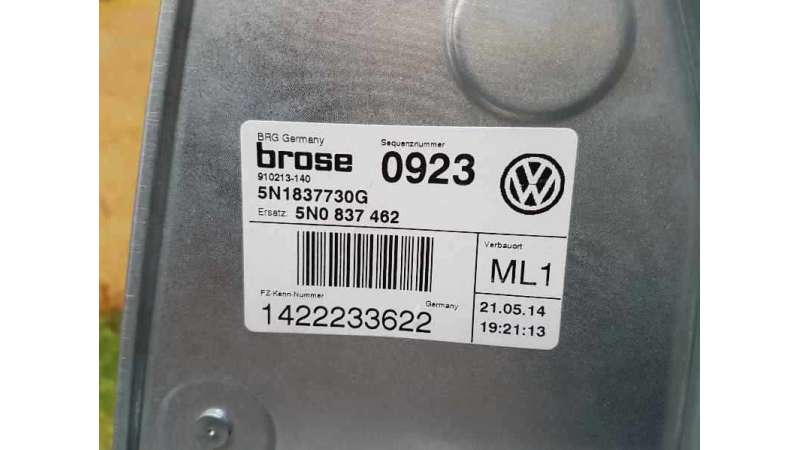 BRG Germany
Sequenznummer
brose
0923
910213-140
5N1837730G
Ersatz: 5N0 837 462
Verbauort
ML1
FZ-Kenn-Nummer
Germany
1422233622
21.05.14
19:21:13